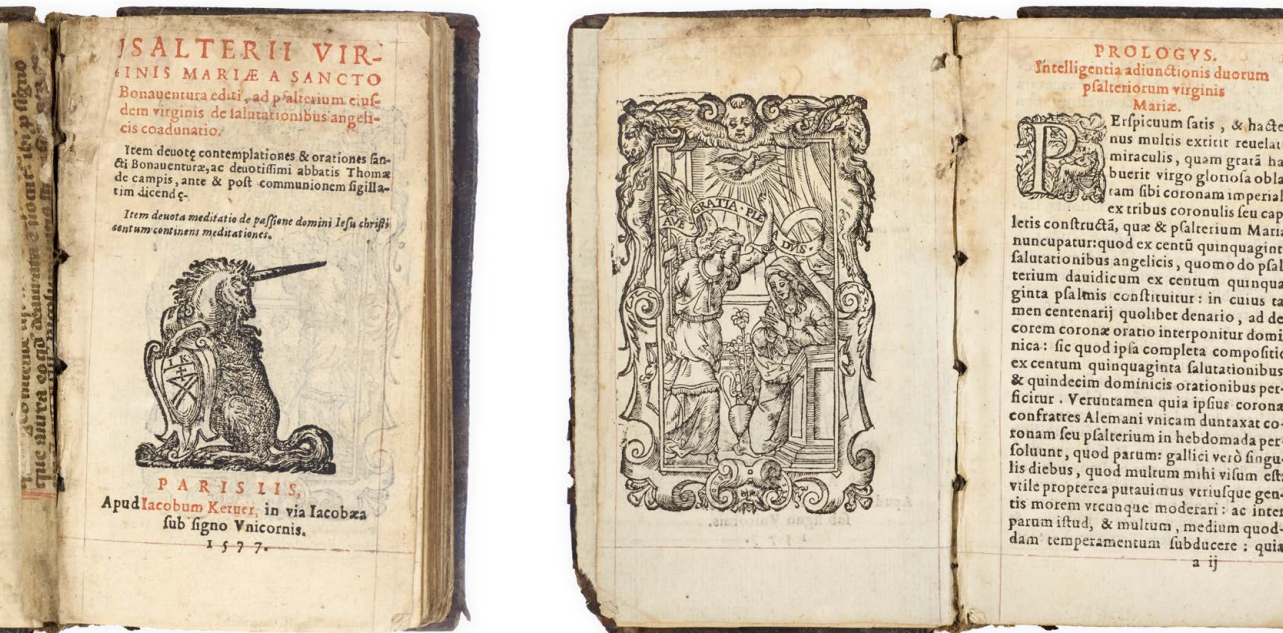 PSALTERII VIR-
GINIS MARIÆ A SANCTO
Bonauentura editi, ad pſalterium eiuſ-
dem virginis de ſalutationibus angeli-
cis coadunatio.
Item deuotę contemplationes & orationes ſan-
cti Bonauenturæ, ac deuotiſſimi abbatis Thomæ
de campis, ante & poſt communionem ſigilla-
tim dicendę.
Item deuota meditatio de paſſione domini Ieſu chriſti
centum continens meditationes.
I K
PARISIIS,
Apud Iacobum Keruer, in via Iacobæa
ſub ſigno Vnicornis.
1577.
AVE GRATIA PLE
DÑS
PROLOGVS.
Intelligentia adiunctionis duorum
pſalteriorum virginis
Mariæ.
PErſpicuum ſatis, & hacte
nus multis extitit reuelat
miraculis, quam gratã ha
buerit virgo glorioſa obla
tam ſibi coronam imperial
ex tribus coronulis ſeu cap
letis conſtructã, quæ & pſalterium Maria
nuncupatur: quod ex centũ quinquagint
ſalutationibus angelicis, quomodo pſal
terium dauidicum ex centum quinqua
ginta pſalmis conſtituitur: in cuius ta
men centenarij quolibet denario, ad de
corem coronæ oratio interponitur domi
nica: ſic quod ipſa completa compoſitio
ex centum quinquaginta ſalutationibus
& quindecim dominicis orationibus per-
ficitur. Veruntamen quia ipſius corona
confratres Alemani vnicam duntaxat co-
ronam ſeu pſalterium in hebdomada per
ſoluunt, quod parum: gallici verò ſingu
lis diebus, quod multum mihi viſum eſt:
vtile propterea putauimus vtriuſque gen-
tis morem vtcunque moderari: ac inter
parum iſtud, & multum, medium quod-
dam temperamentum ſubducere: quia
a ij